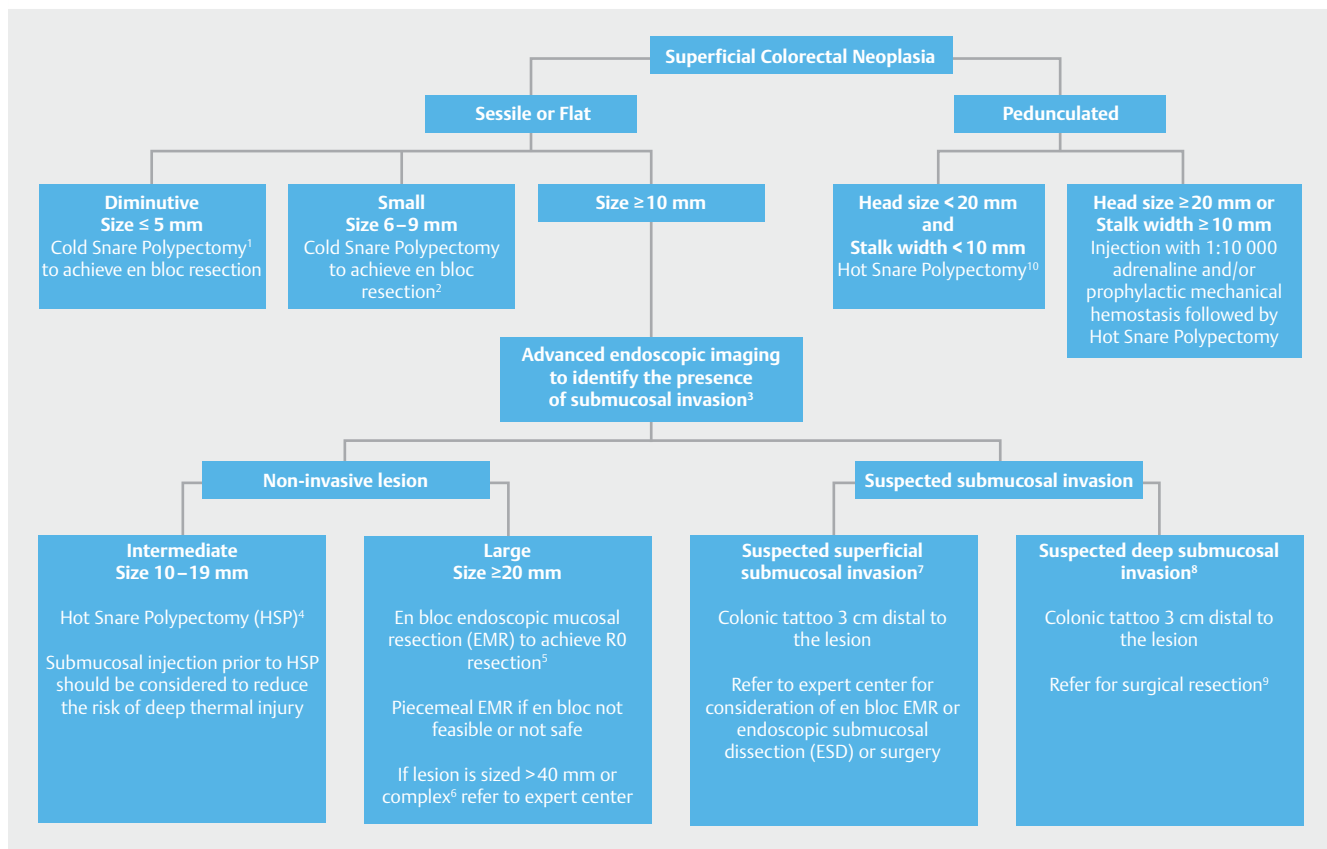 Superficial Colorectal Neoplasia
Sessile or Flat
Pedunculated
Diminutive
Size ≤ 5 mm
Cold Snare Polypectomy¹
to achieve en bloc resection
Small
Size 6–9 mm
Cold Snare Polypectomy
to achieve en bloc
resection²
Size ≥10 mm
Head size <20 mm
and
Stalk width <10 mm
Hot Snare Polypectomy¹⁰
Head size ≥20 mm or
Stalk width ≥10 mm
Injection with 1:10 000
adrenaline and/or
prophylactic mechanical
hemostasis followed by
Hot Snare Polypectomy
Advanced endoscopic imaging
to identify the presence
of submucosal invasion³
Non-invasive lesion
Suspected submucosal invasion
Intermediate
Size 10–19 mm
Hot Snare Polypectomy (HSP)⁴
Submucosal injection prior to HSP
should be considered to reduce
the risk of deep thermal injury
Large
Size ≥20 mm
En bloc endoscopic mucosal
resection (EMR) to achieve R0
resection⁵
Piecemeal EMR if en bloc not
feasible or not safe
If lesion is sized >40 mm or
complex⁶ refer to expert center
Suspected superficial
submucosal invasion⁷
Colonic tattoo 3 cm distal to
the lesion
Refer to expert center for
consideration of en bloc EMR or
endoscopic submucosal
dissection (ESD) or surgery
Suspected deep submucosal
invasion⁸
Colonic tattoo 3 cm distal to
the lesion
Refer for surgical resection⁹